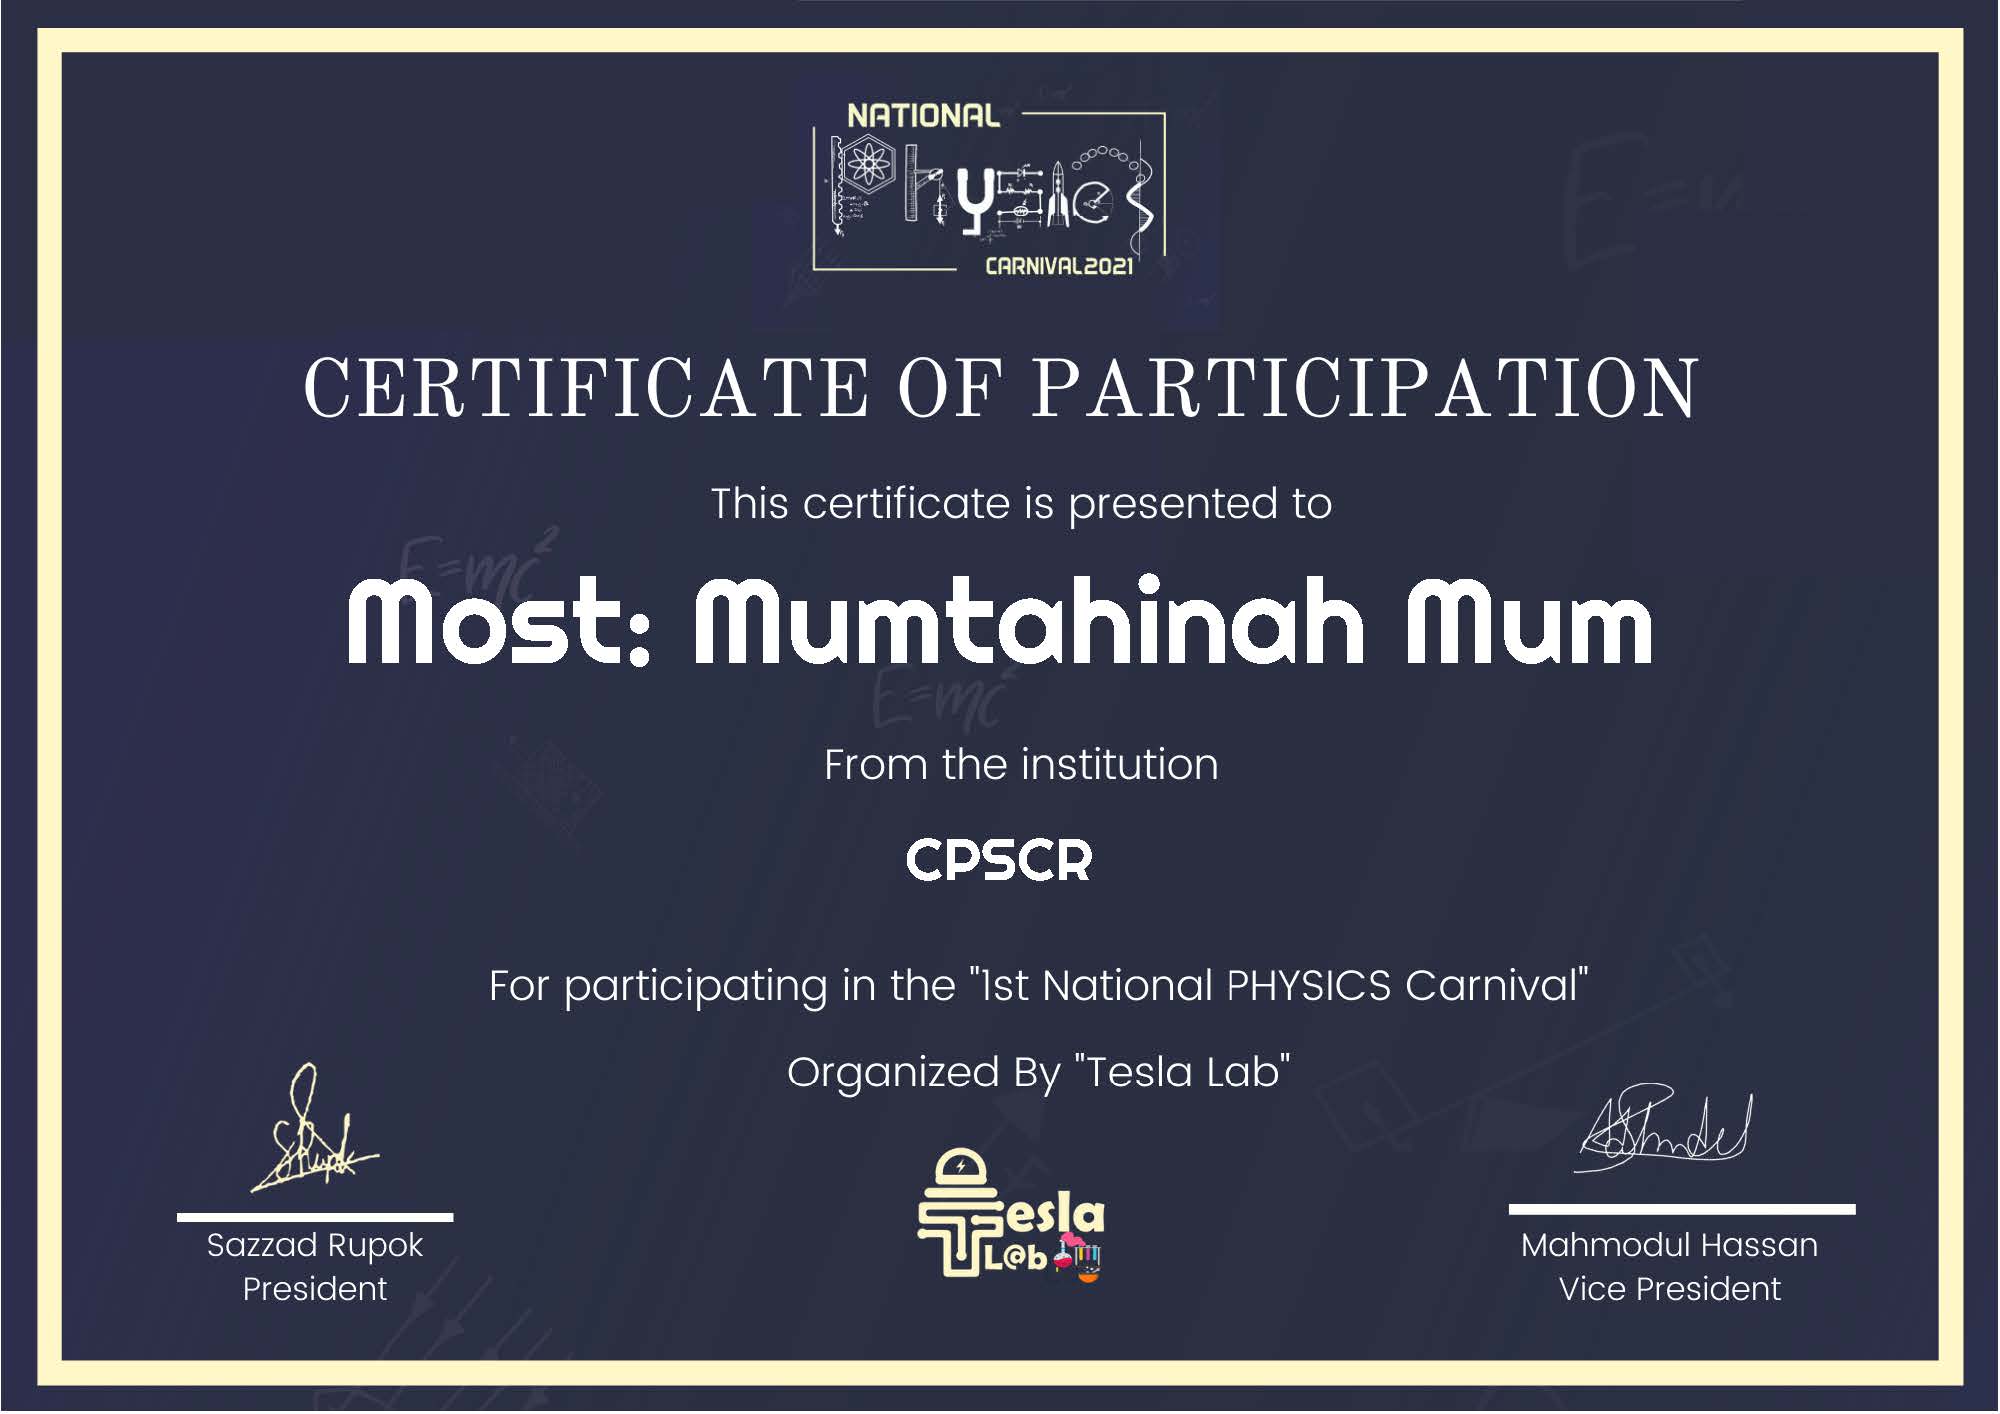 NATIONAL
Physics
CARNIVAL2021
CERTIFICATE OF PARTICIPATION
This certificate is presented to
E=mc²
Most: Mumtahinah Mum
E=mc²
From the institution
CPSCR
For participating in the "1st National PHYSICS Carnival"
Organized By "Tesla Lab"
Tesla
L@b
Sazzad Rupok
President
Mahmodul Hassan
Vice President